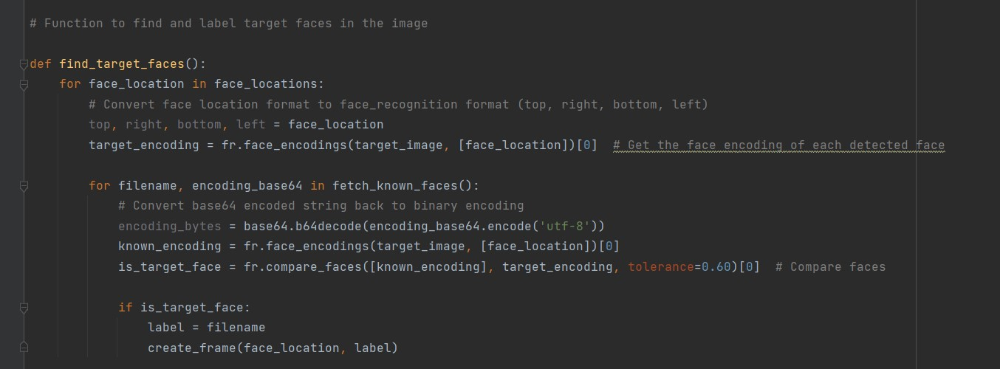 # Function to find and label target faces in the image
def find_target_faces():
for face_location in face_locations:
# Convert face location format to face_recognition format (top, right, bottom, left)
top, right, bottom, left = face_location
target_encoding = fr.face_encodings(target_image, [face_location])[0]  # Get the face encoding of each detected face
for filename, encoding_base64 in fetch_known_faces():
# Convert base64 encoded string back to binary encoding
encoding_bytes = base64.b64decode(encoding_base64.encode('utf-8'))
known_encoding = fr.face_encodings(target_image, [face_location])[0]
is_target_face = fr.compare_faces([known_encoding], target_encoding, tolerance=0.60)[0]  # Compare faces
if is_target_face:
label = filename
create_frame(face_location, label)